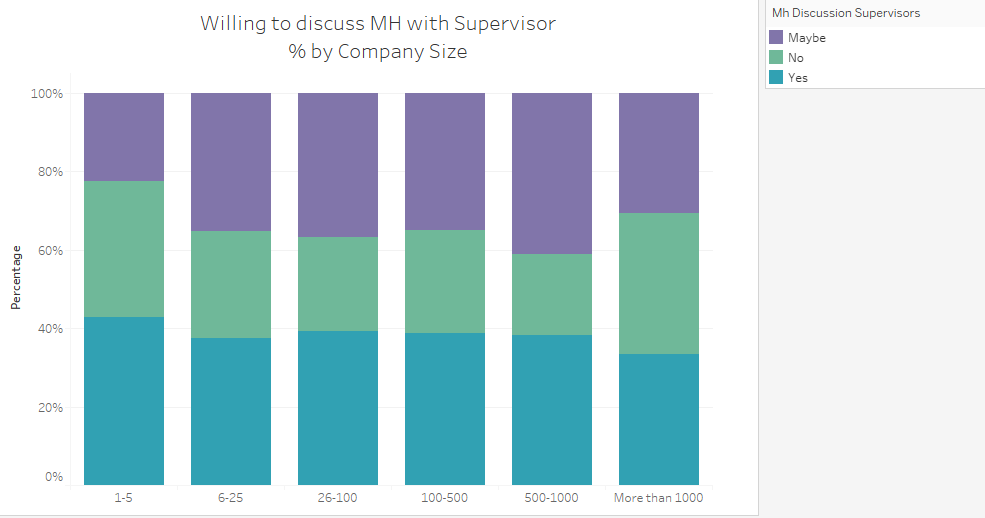 Willing to discuss MH with Supervisor
% by Company Size
Mh Discussion Supervisors
Maybe
No
Yes
Percentage
100%
80%
60%
40%
20%
0%
1-5
6-25
26-100
100-500
500-1000
More than 1000